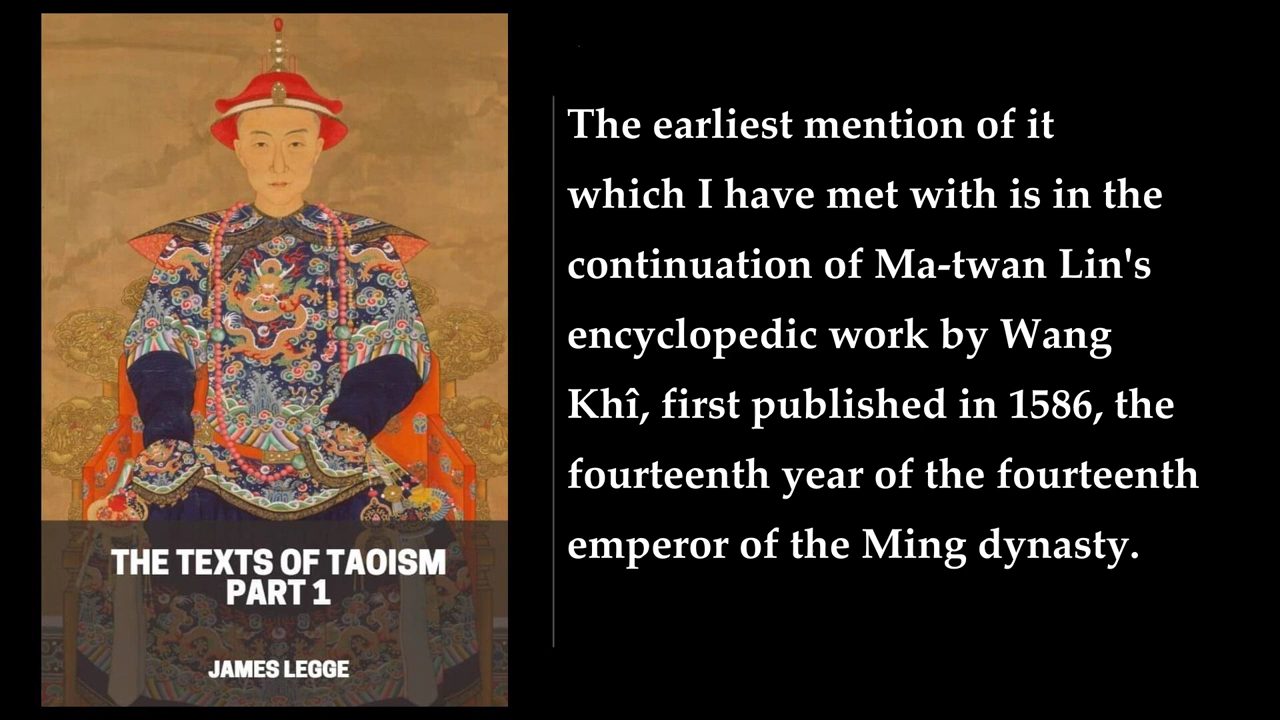 THE TEXTS OF TAOISM
PART 1
JAMES LEGGE
The earliest mention of it
which I have met with is in the
continuation of Ma-twan Lin's
encyclopedic work by Wang
Khî, first published in 1586, the
fourteenth year of the fourteenth
emperor of the Ming dynasty.